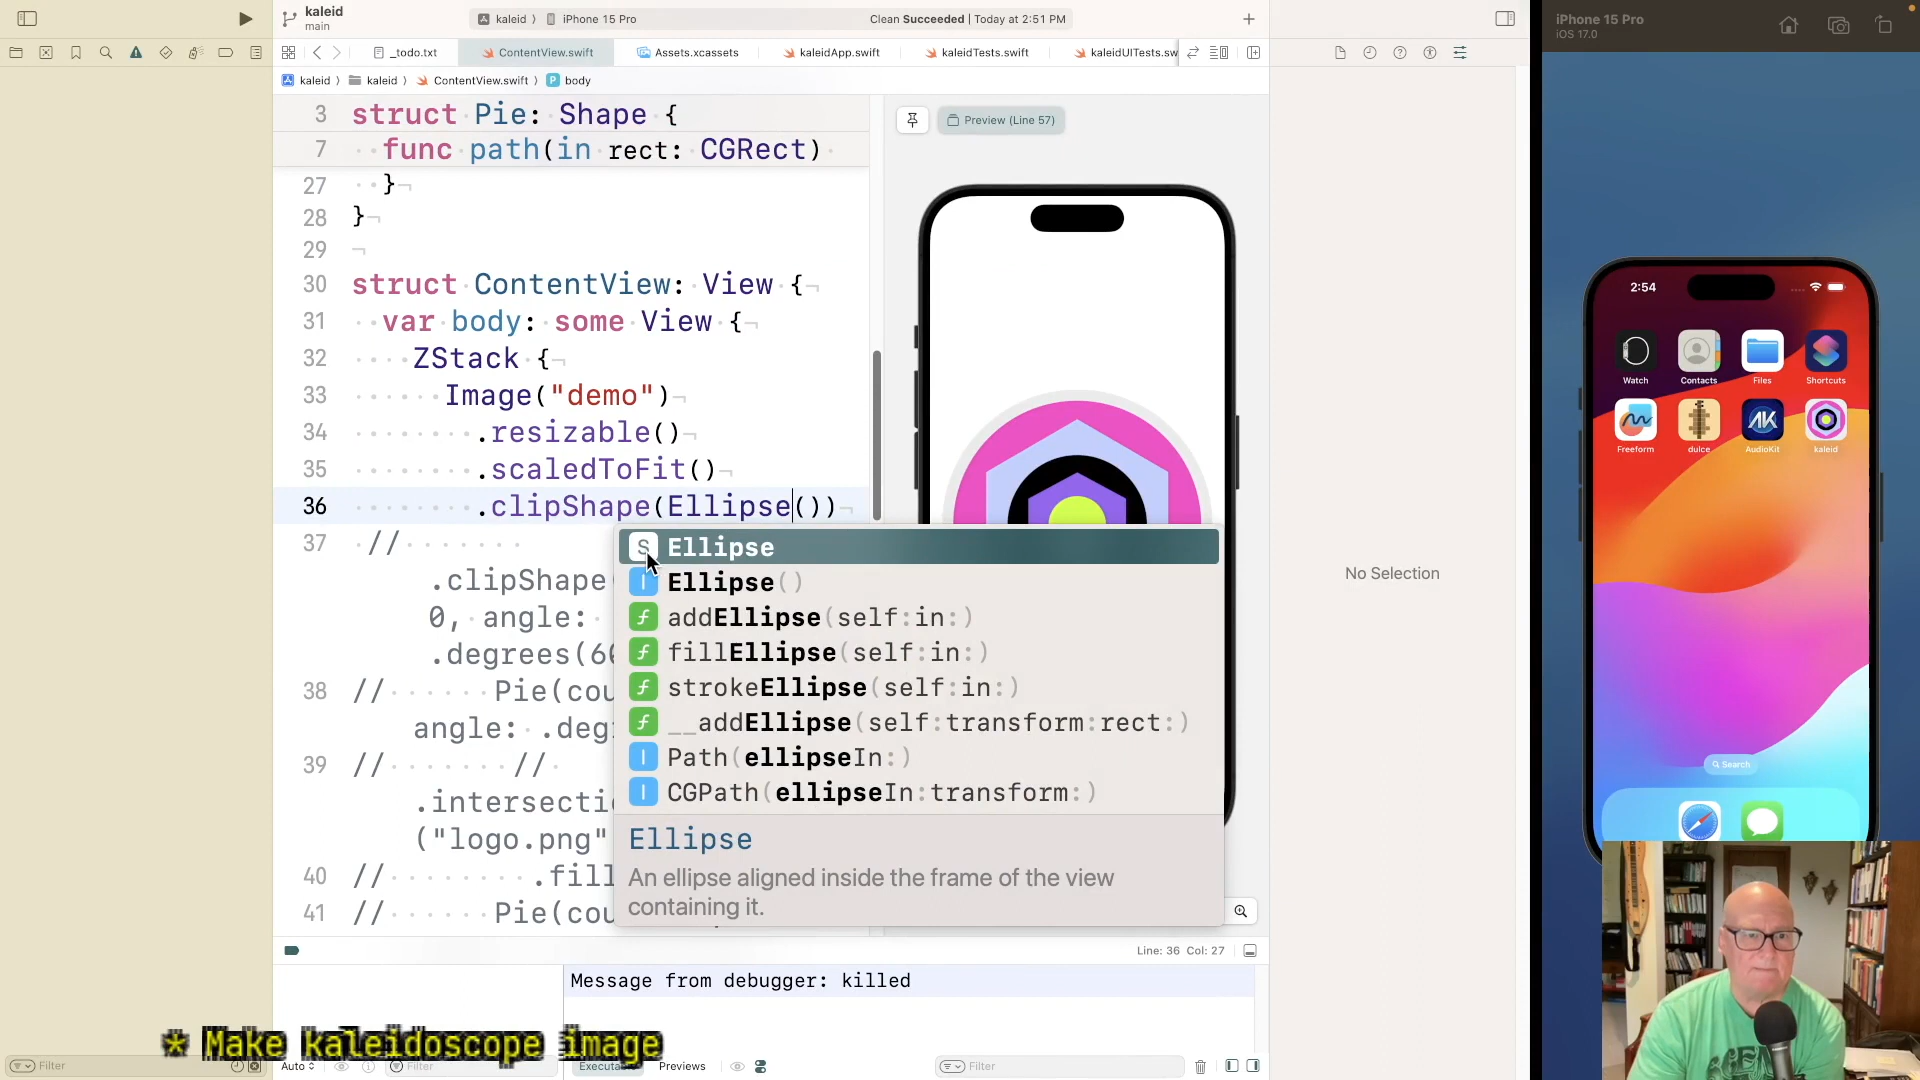 kaleid
main
kaleid
iPhone 15 Pro
Clean Succeeded | Today at 2:51 PM
_todo.txt
ContentView.swift
Assets.xcassets
kaleidApp.swift
kaleidTests.swift
kaleidUITests.sw
kaleid
kaleid
ContentView.swift
P body
3 struct Pie: Shape {
7 func path(in rect: CGRect)
27 }
28 }
29
30 struct ContentView: View {
31 var body: some View {
32 ZStack {
33 Image("demo")
34 .resizable()
35 .scaledToFit()
36 .clipShape(Ellipse())
37 //
.clipShape(
0, angle:
.degrees(60
38 // Pie(cou
angle: .deg
39 // //
.intersecti
("logo.png"
40 // .fill
41 // Pie(cou
S Ellipse
I Ellipse()
f addEllipse(self:in:)
f fillEllipse(self:in:)
f strokeEllipse(self:in:)
f __addEllipse(self:transform:rect:)
I Path(ellipseIn:)
I CGPath(ellipseIn:transform:)
Ellipse
An ellipse aligned inside the frame of the view
containing it.
Preview (Line 57)
Line: 36 Col: 27
Message from debugger: killed
* Make kaleidoscope image
Filter
Auto
Filter
Executa
Previews
Filter
No Selection
iPhone 15 Pro
iOS 17.0
2:54
Watch
Contacts
Files
Shortcuts
Freeform
dulce
AudioKit
kaleid
Search